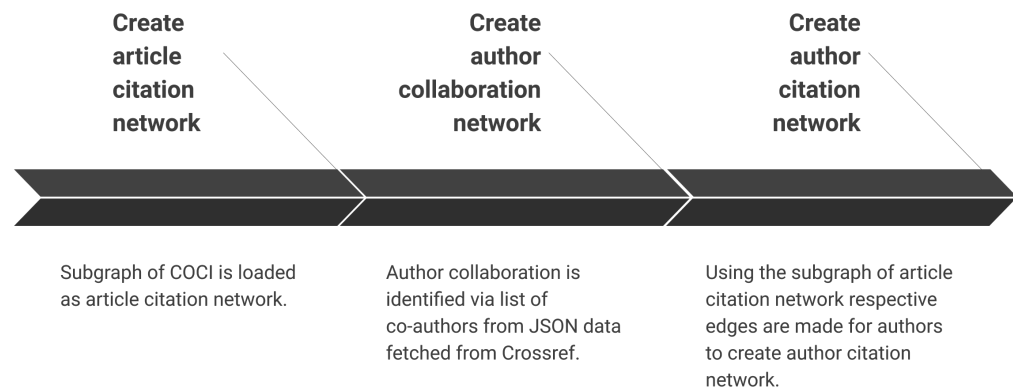 Create
article
citation
network
Create
author
collaboration
network
Create
author
citation
network
Subgraph of COCI is loaded
as article citation network.
Author collaboration is
identified via list of
co-authors from JSON data
fetched from Crossref.
Using the subgraph of article
citation network respective
edges are made for authors
to create author citation
network.